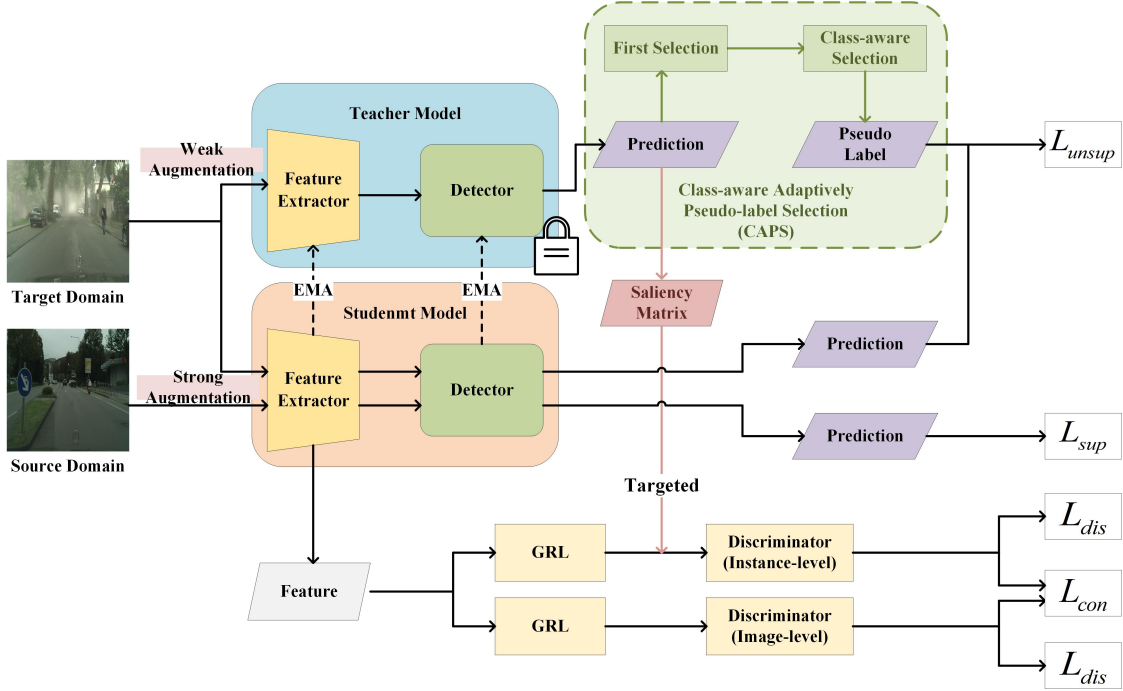 First Selection
Class-aware
Selection
Teacher Model
Weak
Augmentation
Feature
Extractor
Detector
Prediction
Pseudo
Label
L_unsup
Class-aware Adaptively
Pseudo-label Selection
(CAPS)
Target Domain
EMA
EMA
Saliency
Matrix
Studenmt Model
Strong
Augmentation
Feature
Extractor
Detector
Prediction
Prediction
L_sup
Source Domain
Targeted
L_dis
GRL
Discriminator
(Instance-level)
Feature
L_con
GRL
Discriminator
(Image-level)
L_dis